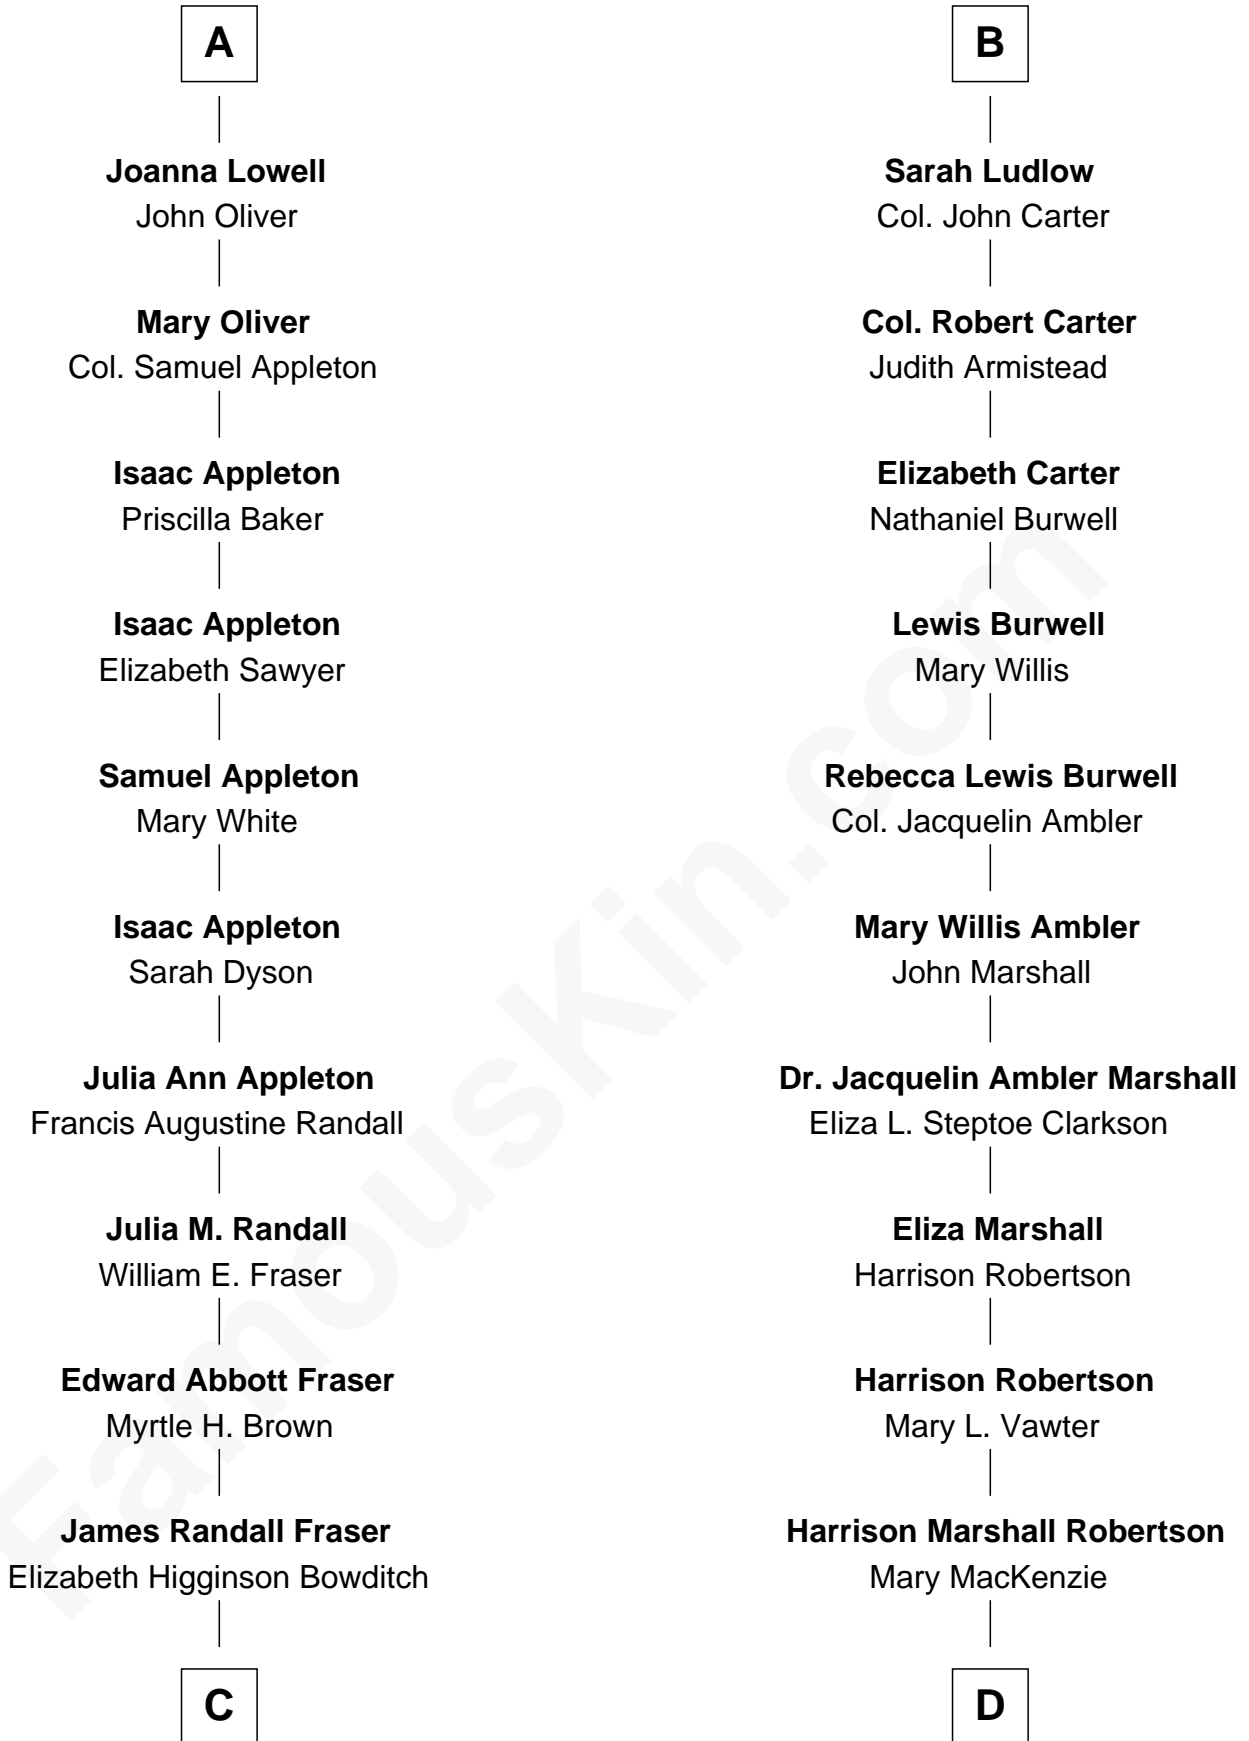 A
Joanna Lowell
John Oliver
Mary Oliver
Col. Samuel Appleton
Isaac Appleton
Priscilla Baker
Isaac Appleton
Elizabeth Sawyer
Samuel Appleton
Mary White
Isaac Appleton
Sarah Dyson
Julia Ann Appleton
Francis Augustine Randall
Julia M. Randall
William E. Fraser
Edward Abbott Fraser
Myrtle H. Brown
James Randall Fraser
Elizabeth Higginson Bowditch
C
B
Sarah Ludlow
Col. John Carter
Col. Robert Carter
Judith Armistead
Elizabeth Carter
Nathaniel Burwell
Lewis Burwell
Mary Willis
Rebecca Lewis Burwell
Col. Jacquelin Ambler
Mary Willis Ambler
John Marshall
Dr. Jacquelin Ambler Marshall
Eliza L. Steptoe Clarkson
Eliza Marshall
Harrison Robertson
Harrison Robertson
Mary L. Vawter
Harrison Marshall Robertson
Mary MacKenzie
D
FamousKin.com